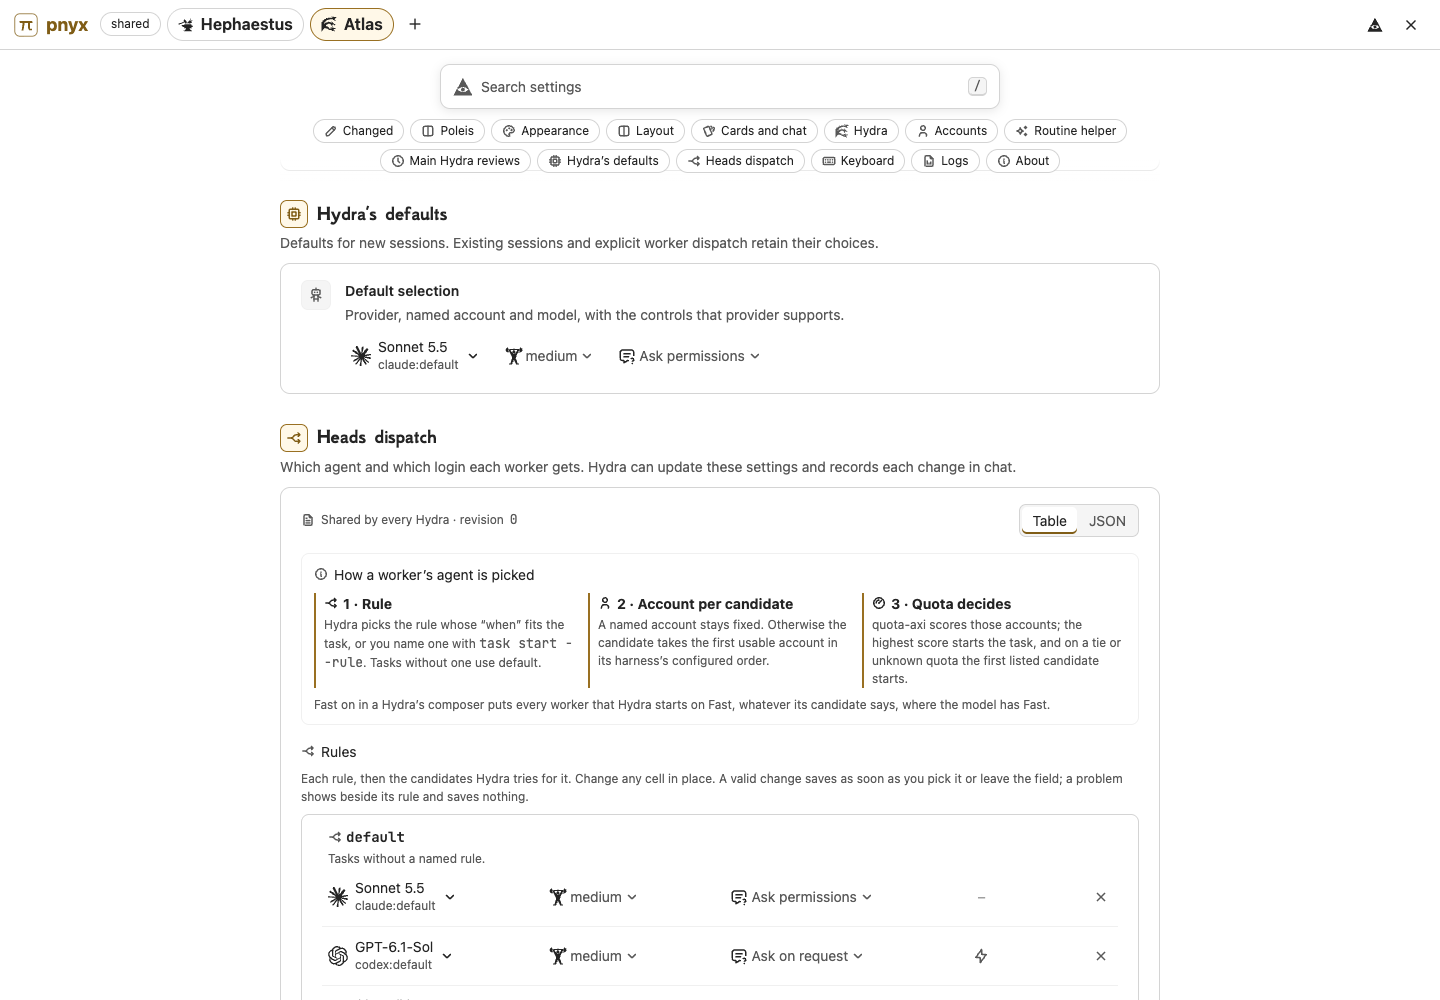 π pnyx
shared
Hephaestus
Atlas
Search settings
/
Changed
Poleis
Appearance
Layout
Cards and chat
Hydra
Accounts
Routine helper
Main Hydra reviews
Hydra's defaults
Heads dispatch
Keyboard
Logs
About
Hydra's defaults
Defaults for new sessions. Existing sessions and explicit worker dispatch retain their choices.
Default selection
Provider, named account and model, with the controls that provider supports.
Sonnet 5.5
claude:default
medium
Ask permissions
Heads dispatch
Which agent and which login each worker gets. Hydra can update these settings and records each change in chat.
Shared by every Hydra · revision 0
Table
JSON
How a worker’s agent is picked
1 · Rule
Hydra picks the rule whose “when” fits the
task, or you name one with task start -
-rule. Tasks without one use default.
2 · Account per candidate
A named account stays fixed. Otherwise the
candidate takes the first usable account in
its harness’s configured order.
3 · Quota decides
quota-axi scores those accounts; the
highest score starts the task, and on a tie or
unknown quota the first listed candidate
starts.
Fast on in a Hydra’s composer puts every worker that Hydra starts on Fast, whatever its candidate says, where the model has Fast.
Rules
Each rule, then the candidates Hydra tries for it. Change any cell in place. A valid change saves as soon as you pick it or leave the field; a problem
shows beside its rule and saves nothing.
default
Tasks without a named rule.
Sonnet 5.5
claude:default
medium
Ask permissions
–
GPT-6.1-Sol
codex:default
medium
Ask on request